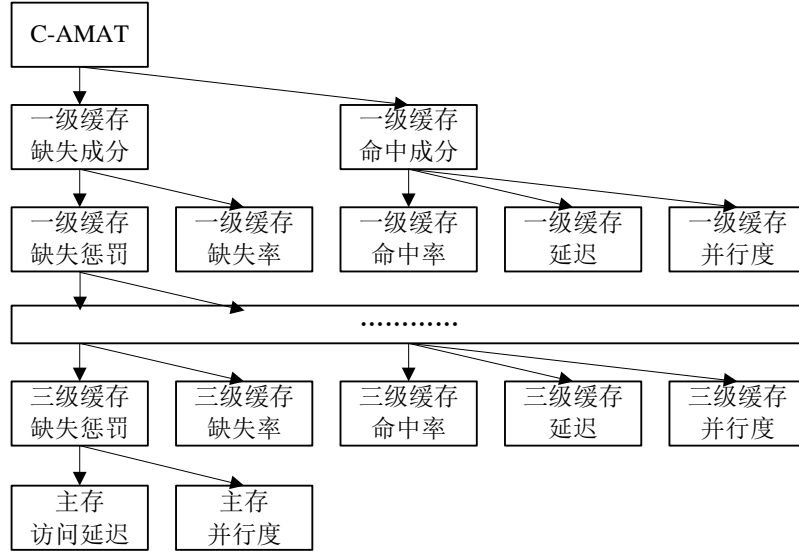 C-AMAT
一级缓存
缺失成分
一级缓存
命中成分
一级缓存
缺失惩罚
一级缓存
缺失率
一级缓存
命中率
一级缓存
延迟
一级缓存
并行度
············
三级缓存
缺失惩罚
三级缓存
缺失率
三级缓存
命中率
三级缓存
延迟
三级缓存
并行度
主存
访问延迟
主存
并行度